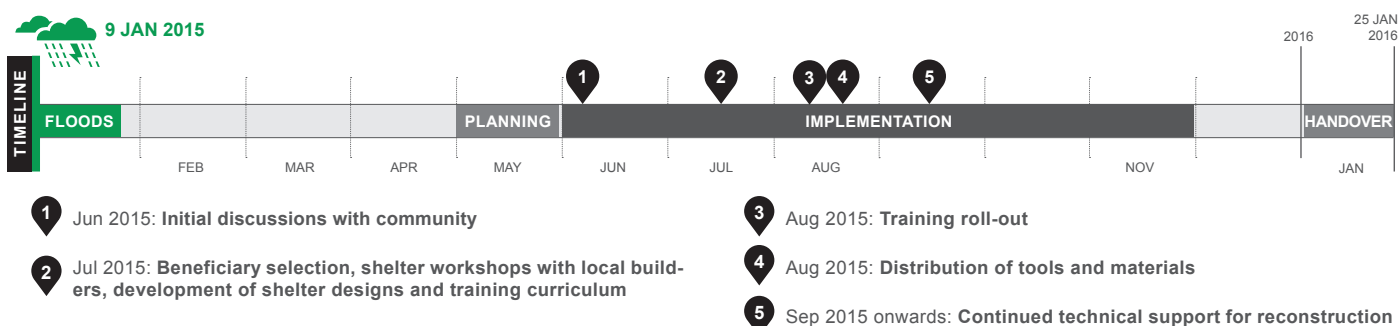 9 JAN 2015
25 JAN
2016
2016
TIMELINE
1
2
3
4
5
FLOODS
PLANNING
IMPLEMENTATION
HANDOVER
FEB
MAR
APR
MAY
JUN
JUL
AUG
NOV
JAN
1 Jun 2015: Initial discussions with community
2 Jul 2015: Beneficiary selection, shelter workshops with local build-
ers, development of shelter designs and training curriculum
3 Aug 2015: Training roll-out
4 Aug 2015: Distribution of tools and materials
5 Sep 2015 onwards: Continued technical support for reconstruction